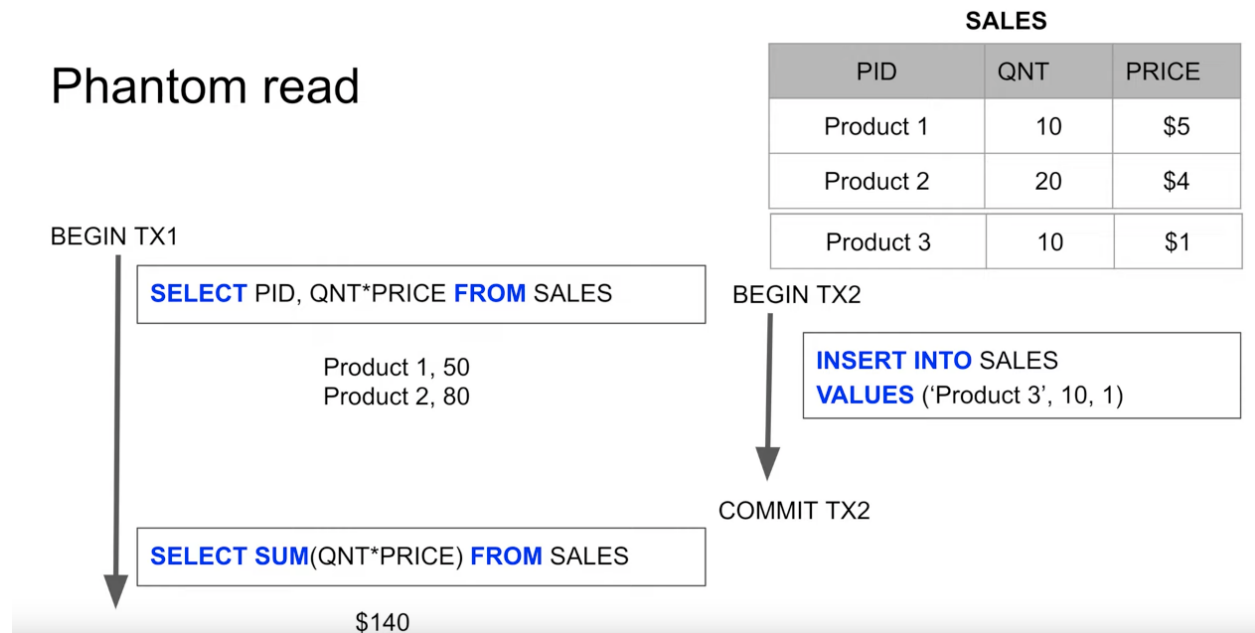 SALES
Phantom read
PID QNT PRICE
Product 1 10 $5
Product 2 20 $4
Product 3 10 $1
BEGIN TX1
SELECT PID, QNT*PRICE FROM SALES
BEGIN TX2
Product 1, 50
Product 2, 80
INSERT INTO SALES
VALUES (‘Product 3’, 10, 1)
COMMIT TX2
SELECT SUM(QNT*PRICE) FROM SALES
$140